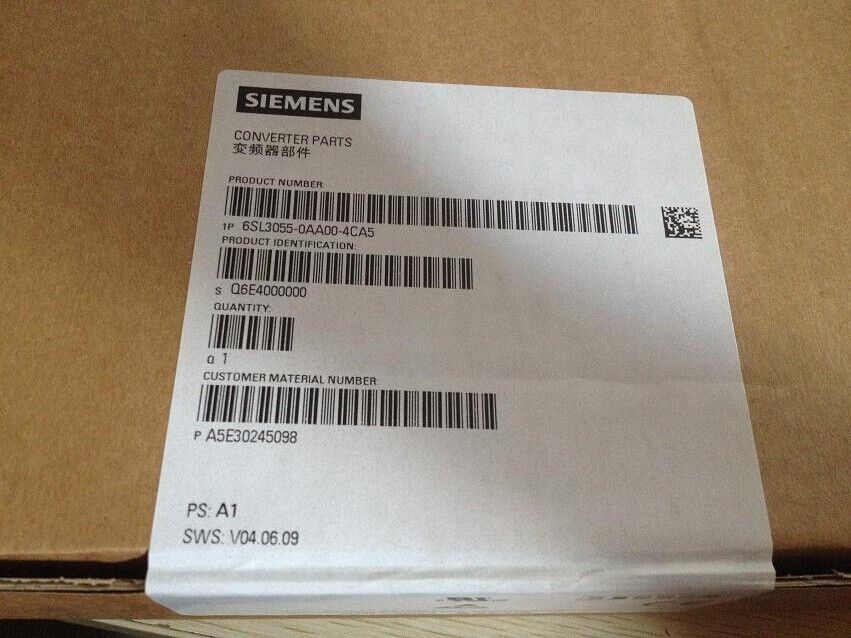 SIEMENS
CONVERTER PARTS
变频器部件
PRODUCT NUMBER:
1P 6SL3055-0AA00-4CA5
PRODUCT IDENTIFICATION:
S Q6E4000000
QUANTITY:
Q 1
CUSTOMER MATERIAL NUMBER:
P A5E30245098
PS: A1
SWS: V04.06.09